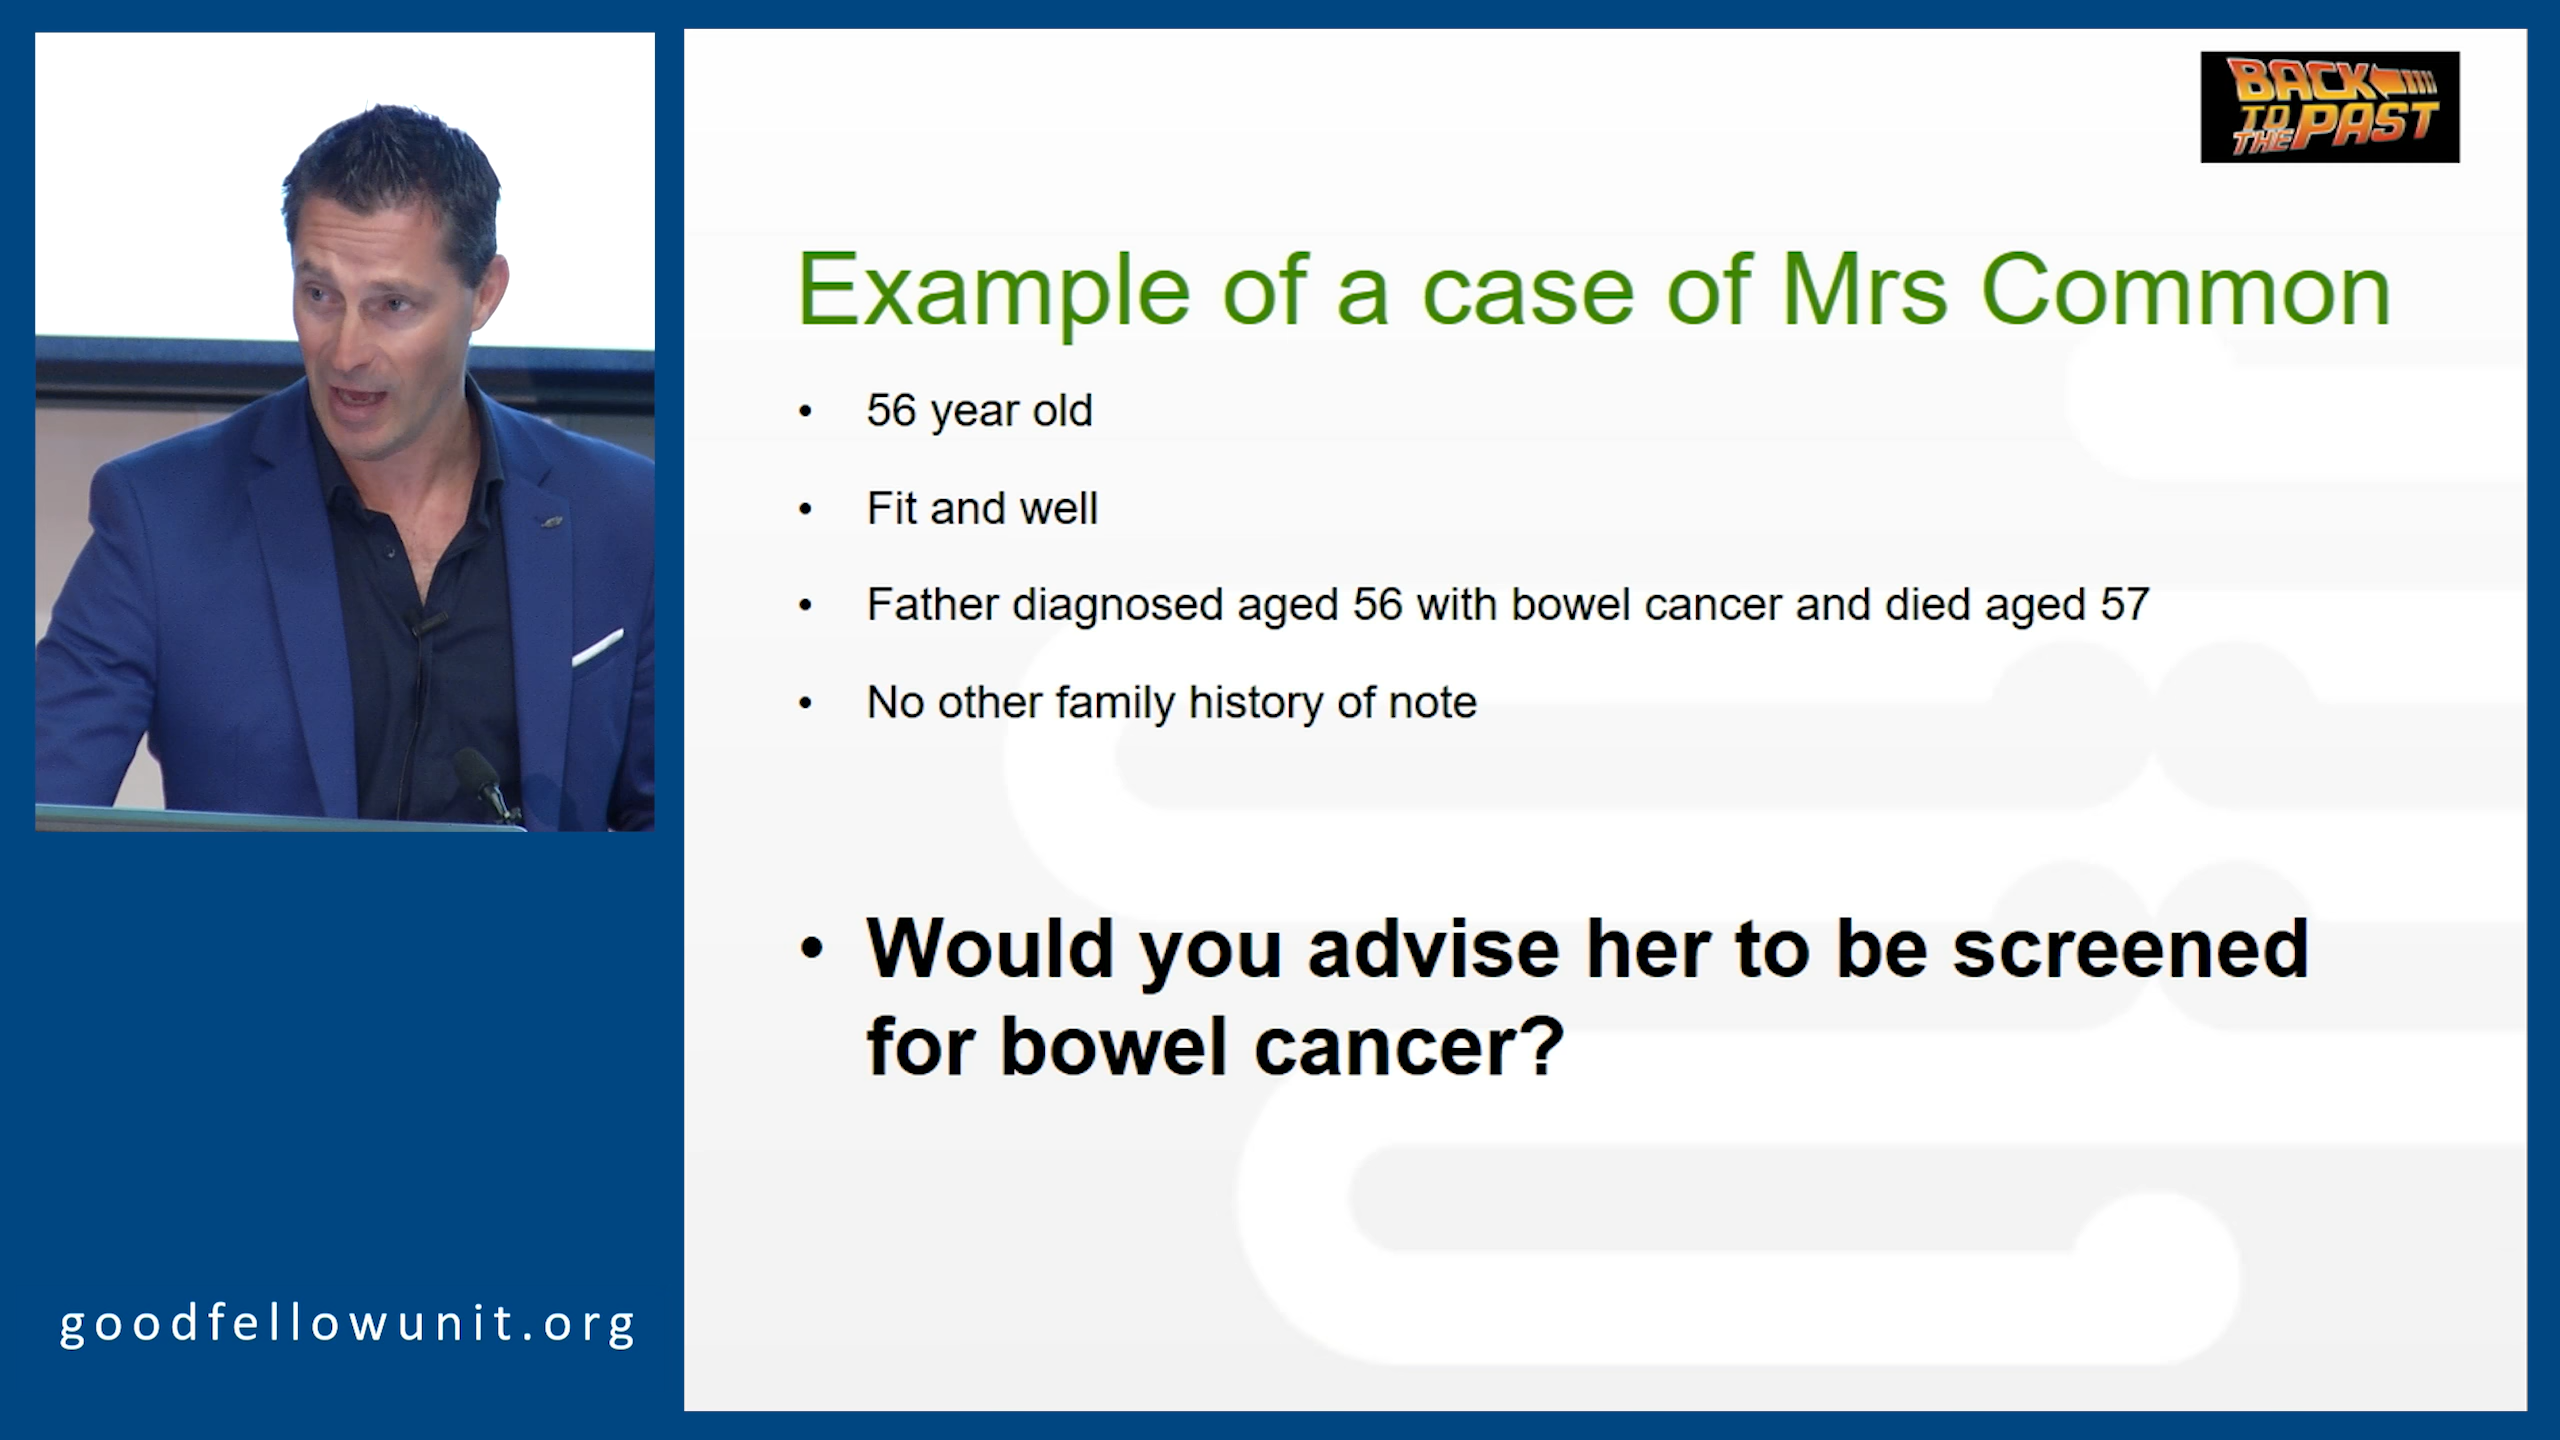 BACK
TO
THE PAST
Example of a case of Mrs Common
• 56 year old
• Fit and well
• Father diagnosed aged 56 with bowel cancer and died aged 57
• No other family history of note
• Would you advise her to be screened
for bowel cancer?
goodfellowunit.org